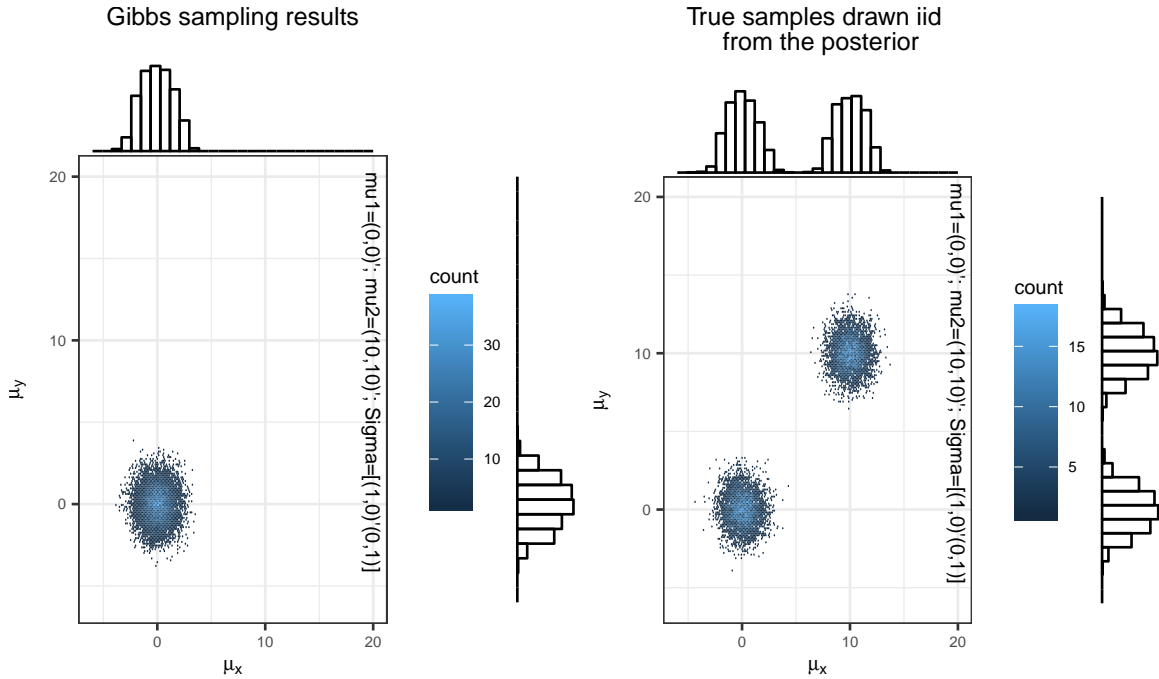 Gibbs sampling results
20
10
0
0
10
20
μy
μx
mu1=(0,0)'; mu2=(10,10)'; Sigma=[(1,0)'(0,1)]
count
30
20
10
True samples drawn iid
from the posterior
20
10
0
0
10
20
μy
μx
mu1=(0,0)'; mu2=(10,10)'; Sigma=[(1,0)'(0,1)]
count
15
10
5